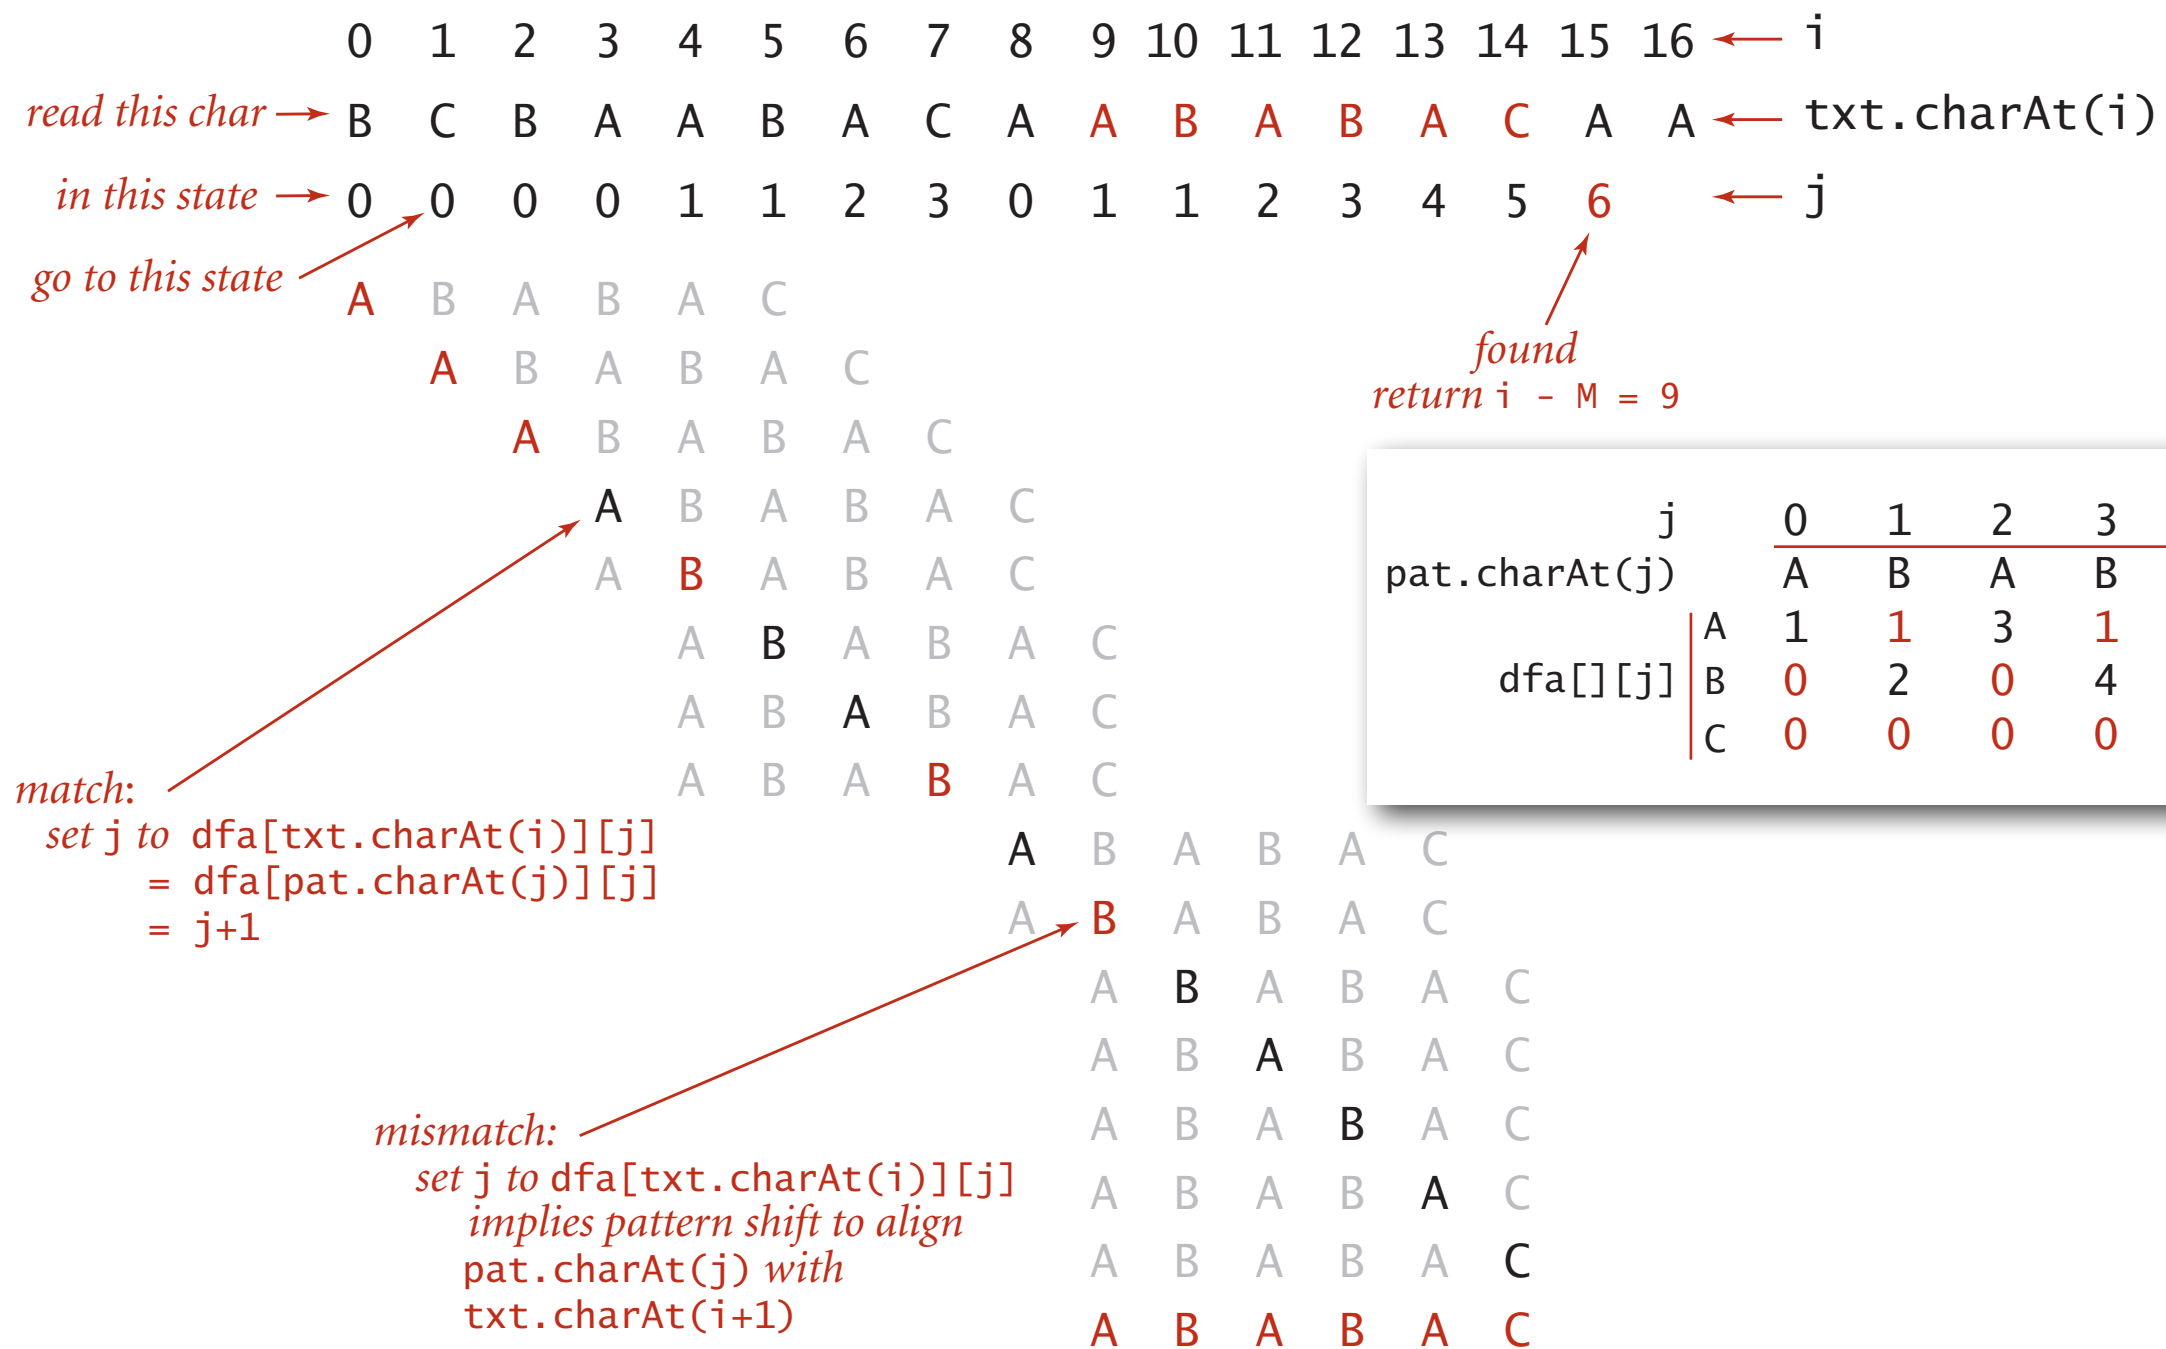 0 1 2 3 4 5 6 7 8 9 10 11 12 13 14 15 16 i
read this char B C B A A B A C A A B A B A C A A txt.charAt(i)
in this state 0 0 0 0 1 1 2 3 0 1 1 2 3 4 5 6 j
go to this state
A B A B A C
found
return i - M = 9
A B A B A C
A B A B A C
A B A B A C
A B A B A C
A B A B A C
A B A B A C
A B A B A C
j 0 1 2 3
pat.charAt(j) A B A B
A 1 1 3 1
dfa[][j] B 0 2 0 4
C 0 0 0 0
match:
set j to dfa[txt.charAt(i)][j]
= dfa[pat.charAt(j)][j]
= j+1
A B A B A C
A B A B A C
A B A B A C
A B A B A C
A B A B A C
A B A B A C
A B A B A C
A B A B A C
mismatch:
set j to dfa[txt.charAt(i)][j]
implies pattern shift to align
pat.charAt(j) with
txt.charAt(i+1)